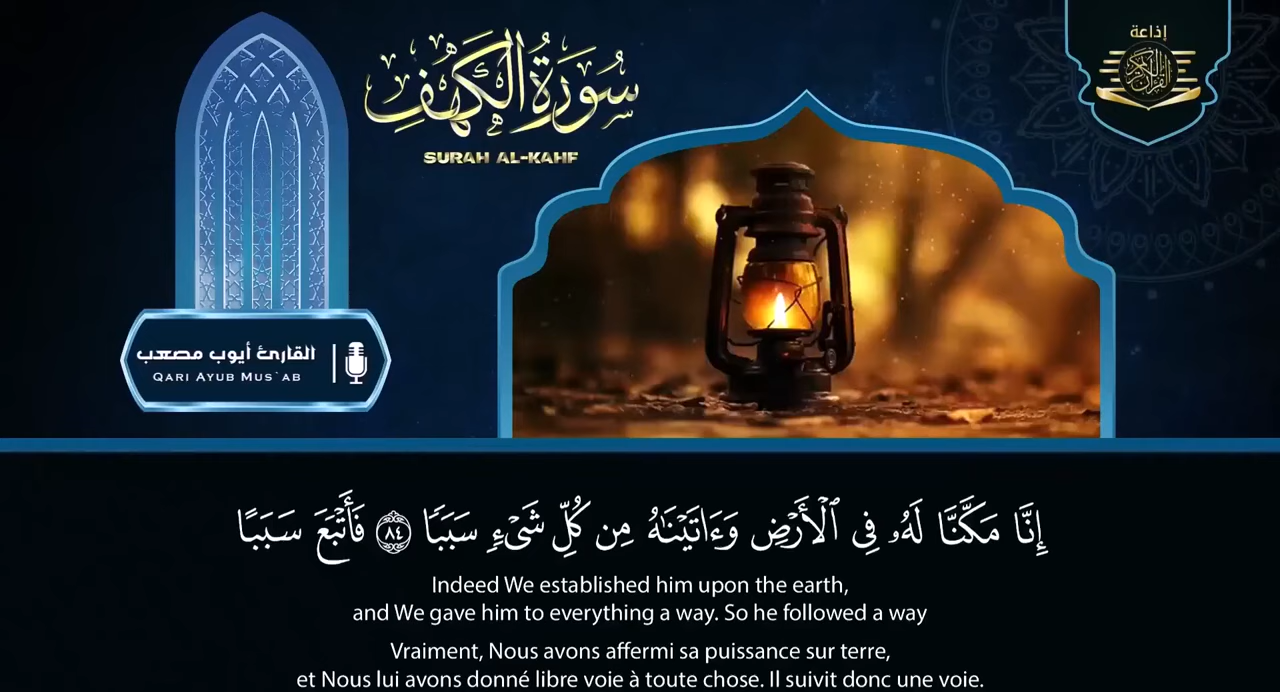 سُورَةُ الْكَهْفِ
SURAH AL-KAHF
إذاعة
القرآن الكريم
القارئ أيوب مصعب
QARI AYUB MUS`AB
إِنَّا مَكَّنَّا لَهُۥ فِي ٱلۡأَرۡضِ وَءَاتَيۡنَٰهُ مِن كُلِّ شَيۡءٖ سَبَبٗا ٨٤ فَأَتۡبَعَ سَبَبًا
Indeed We established him upon the earth,
and We gave him to everything a way. So he followed a way
Vraiment, Nous avons affermi sa puissance sur terre,
et Nous lui avons donné libre voie à toute chose. Il suivit donc une voie.